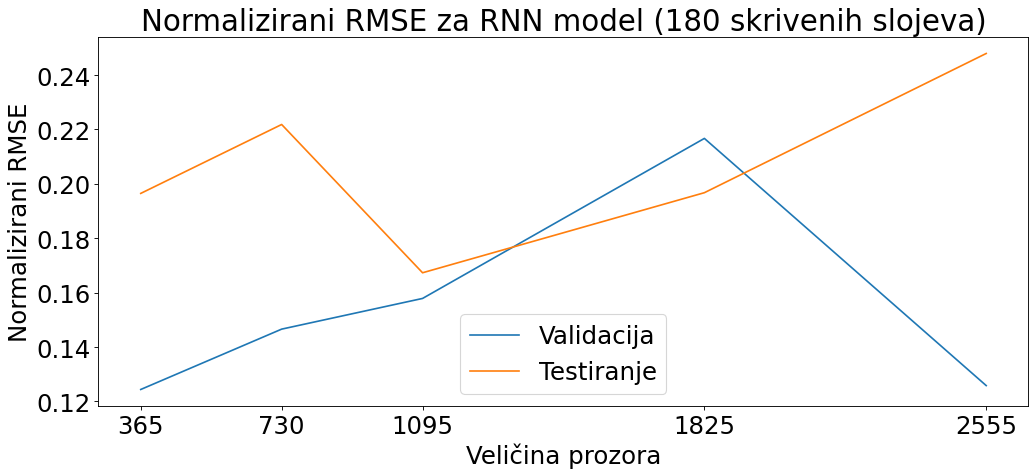 Normalizirani RMSE za RNN model (180 skrivenih slojeva)
Normalizirani RMSE
0.24
0.22
0.20
0.18
0.16
0.14
0.12
Validacija
Testiranje
365 730 1095 1825 2555
Veličina prozora